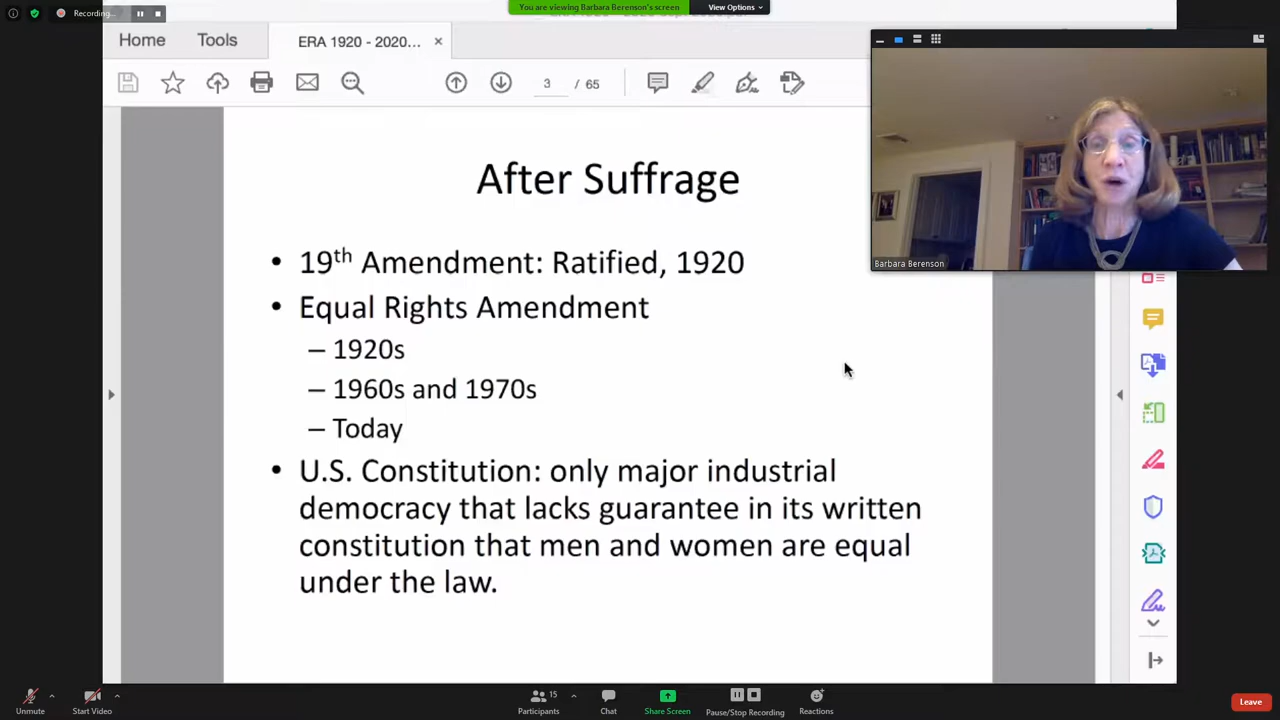 Recording...
You are viewing Barbara Berenson's screen
View Options
Home
Tools
ERA 1920 - 2020...
3 / 65
Barbara Berenson
After Suffrage
• 19th Amendment: Ratified, 1920
• Equal Rights Amendment
– 1920s
– 1960s and 1970s
– Today
• U.S. Constitution: only major industrial
democracy that lacks guarantee in its written
constitution that men and women are equal
under the law.
Unmute
Start Video
15
Participants
Chat
Share Screen
Pause/Stop Recording
Reactions
Leave